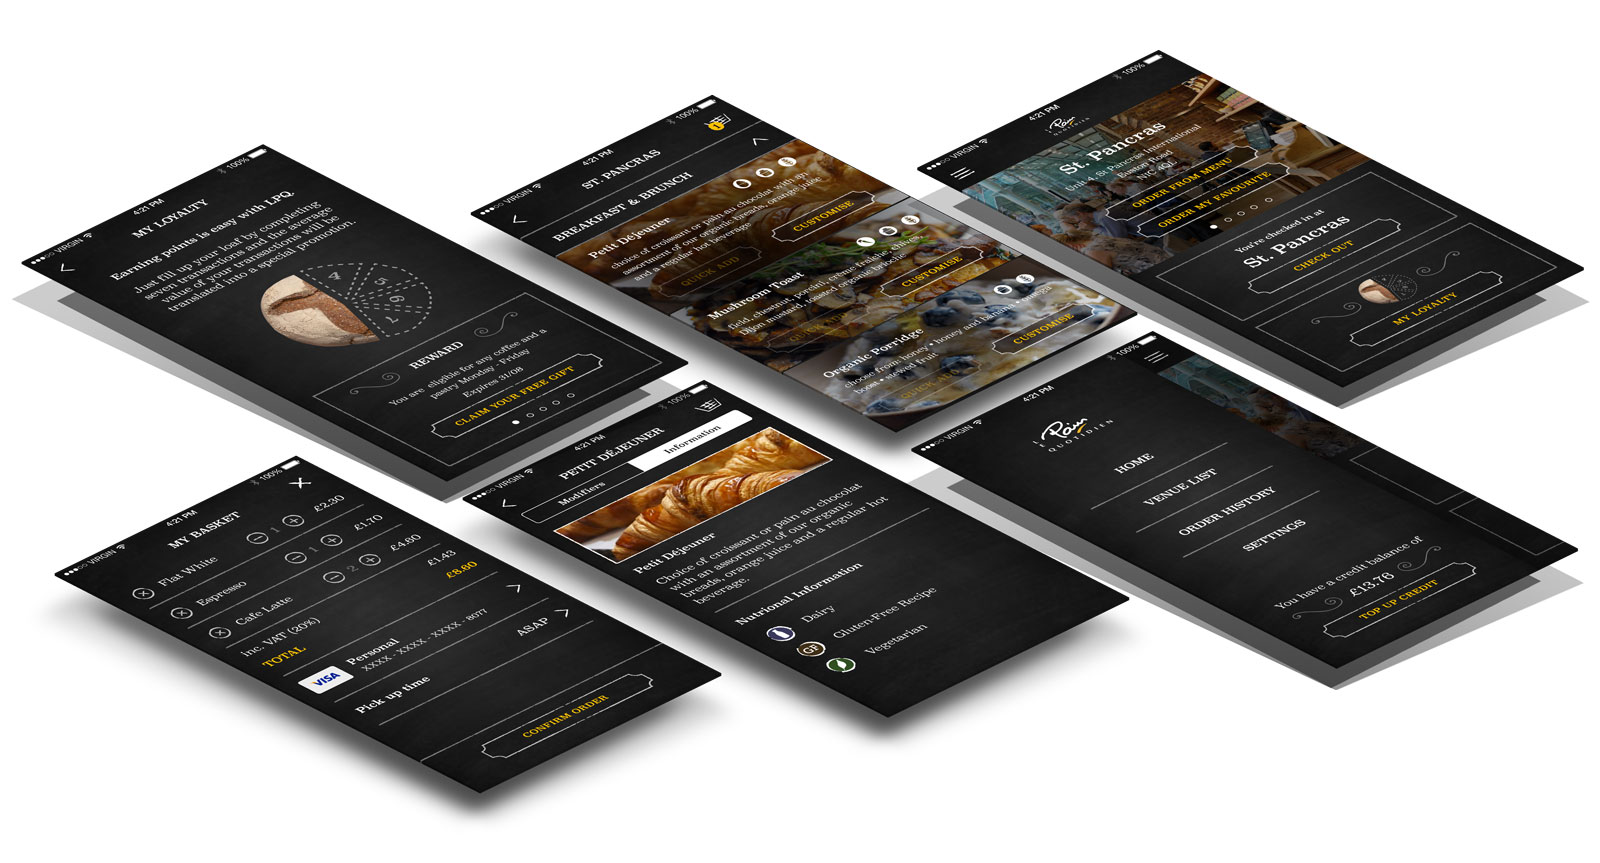 VIRGIN
4:21 PM
100%
MY LOYALTY
Earning points is easy with LPQ.
Just fill up your loaf by completing
seven transactions and the average
value of your transactions will be
translated into a special promotion.
4
5
6
7
REWARD
You are eligible for any coffee and a
pastry Monday - Friday
Expires 31/08
CLAIM YOUR FREE GIFT
VIRGIN
4:21 PM
100%
1
ST. PANCRAS
BREAKFAST & BRUNCH
Petit Déjeuner
choice of croissant or pain au chocolat with an
assortment of our organic breads, orange juice
and a regular hot beverage
QUICK ADD
CUSTOMISE
Mushroom Toast
field, chestnut, porcini, crème fraîche, chives,
Dijon mustard, toasted organic brioche
QUICK ADD
CUSTOMISE
Organic Porridge
choose from: honey • honey and banana • omega
boost • stewed fruit
QUICK
CUSTOMISE
VIRGIN
4:21 PM
100%
LE
Pain
QUOTIDIEN
St. Pancras
Unit 4, St Pancras International
Euston Road
ORDER FROM MENU
ORDER MY FAVOURITE
You're checked in at
St. Pancras
CHECK OUT
MY LOYALTY
VIRGIN
4:21 PM
100%
MY BASKET
Flat White 1 £2.30
Espresso 1 £1.70
Cafe Latte 2 £4.60
inc. VAT (20%) £1.43
TOTAL £8.60
VISA
Personal
XXXX - XXXX - XXXX - 8077
Pick up time ASAP
CONFIRM ORDER
VIRGIN
4:21 PM
100%
PETIT DÉJEUNER
Modifiers
Information
Petit Déjeuner
Choice of croissant or pain au chocolat
with an assortment of our organic
breads, orange juice and a regular hot
beverage.
Nutrional Information
Dairy
GF
Gluten-Free Recipe
Vegetarian
VIRGIN
4:21 PM
100%
LE
Pain
QUOTIDIEN
HOME
VENUE LIST
ORDER HISTORY
SETTINGS
You have a credit balance of
£13.76
TOP UP CREDIT